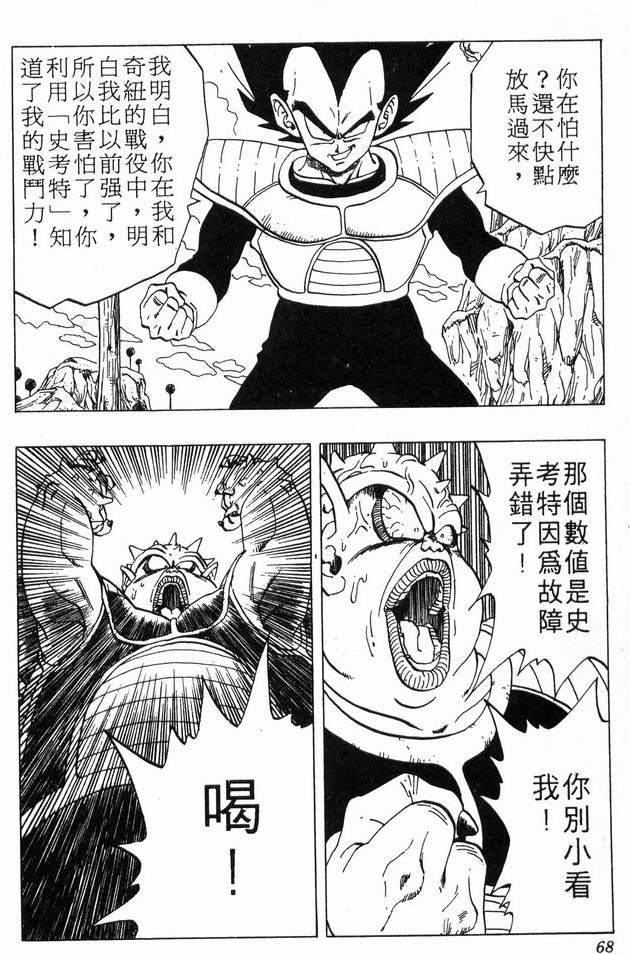 你在怕什麼
？還不快點
放馬過來，
我明白，你在我和
奇紐的戰役中，明
白我比以前强了，
所以你害怕了，你
利用「史考特」知
道了我的戰鬥力！
那個數值是史
考特因爲故障
弄錯了！
你別小看
我！
喝！
68